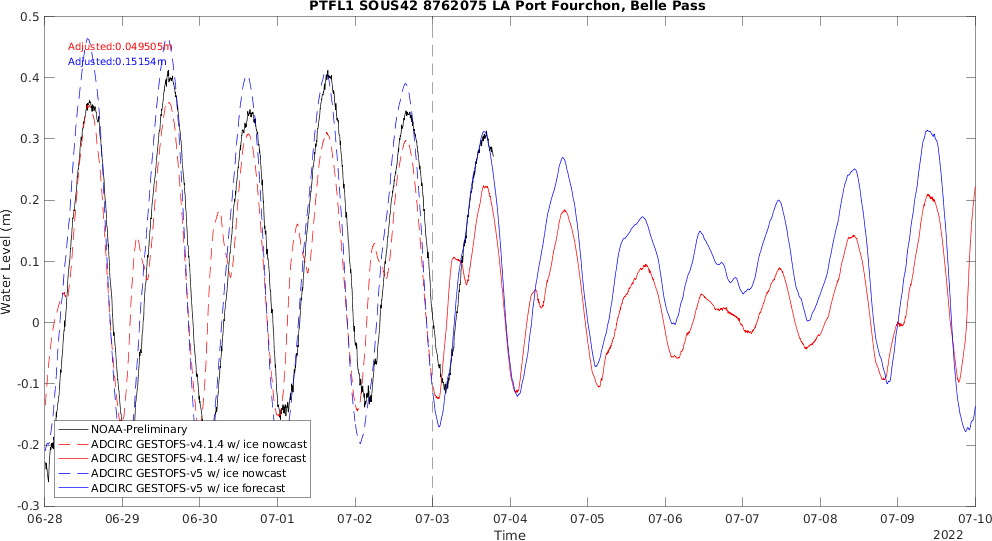 PTFL1 SOUS42 8762075 LA Port Fourchon, Belle Pass
0.5
0.4
0.3
0.2
0.1
0
-0.1
-0.2
-0.3
Water Level (m)
Adjusted:0.049505m
Adjusted:0.15154m
NOAA-Preliminary
ADCIRC GESTOFS-v4.1.4 w/ ice nowcast
ADCIRC GESTOFS-v4.1.4 w/ ice forecast
ADCIRC GESTOFS-v5 w/ ice nowcast
ADCIRC GESTOFS-v5 w/ ice forecast
06-28 06-29 06-30 07-01 07-02 07-03 07-04 07-05 07-06 07-07 07-08 07-09 07-10
Time
2022